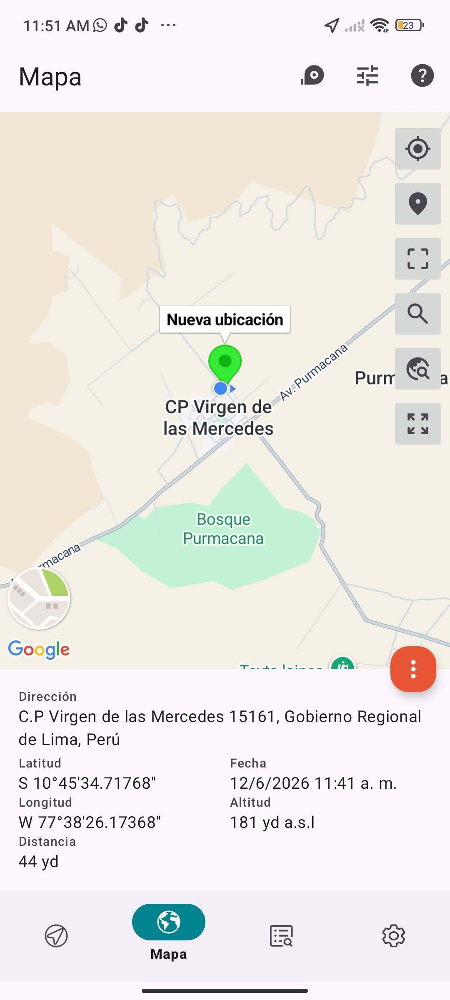 11:51 AM
23
Mapa
Nueva ubicación
Av. Purmacana
CP Virgen de
las Mercedes
Bosque
Purmacana
Google
Dirección
C.P Virgen de las Mercedes 15161, Gobierno Regional
de Lima, Perú
Latitud
S 10°45'34.71768"
Fecha
12/6/2026 11:41 a. m.
Longitud
W 77°38'26.17368"
Altitud
181 yd a.s.l
Distancia
44 yd
Mapa